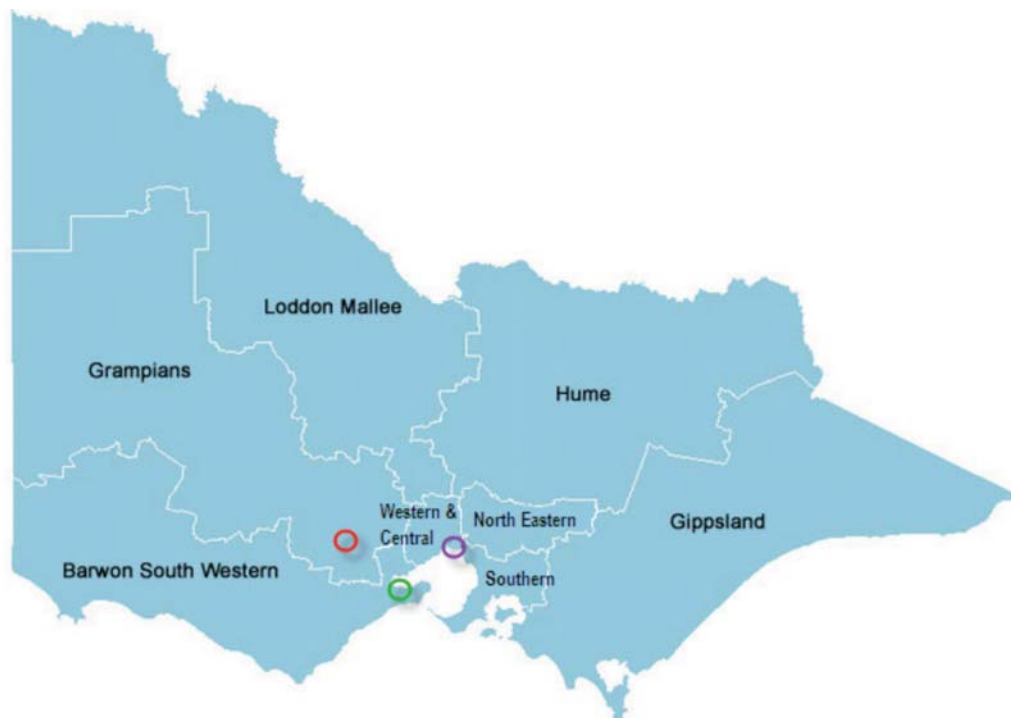 Loddon Mallee
Grampians
Hume
Western &
Central
North Eastern
Gippsland
Barwon South Western
Southern